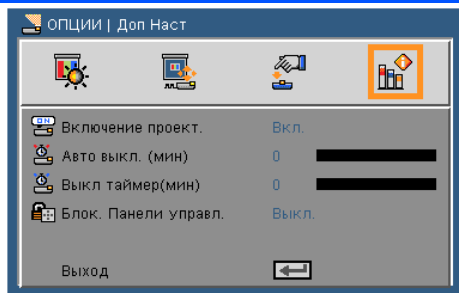 ОПЦИИ | Доп Наст
ON
Включение проект. Вкл.
Авто выкл. (мин) 0
Выкл таймер(мин) 0
Блок. Панели управл. Выкл.
Выход